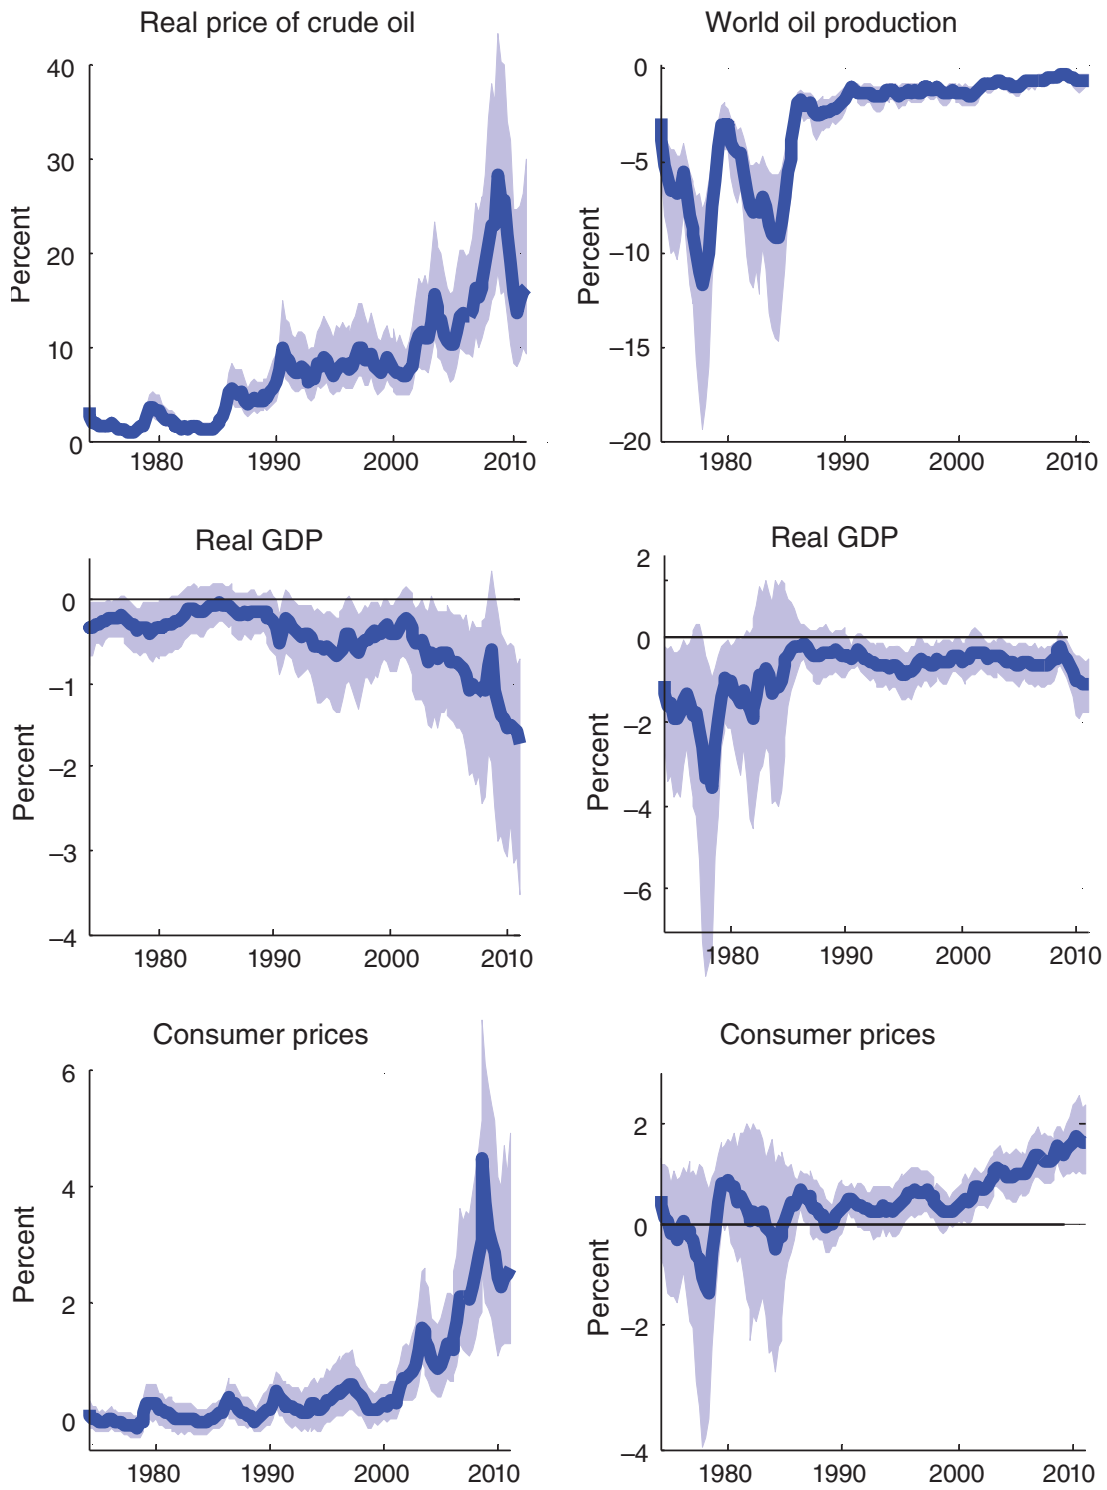 Real price of crude oil
40
30
20
10
0
Percent
1980 1990 2000 2010
World oil production
0
−5
−10
−15
−20
Percent
1980 1990 2000 2010
Real GDP
0
−1
−2
−3
−4
Percent
1980 1990 2000 2010
Real GDP
2
0
−2
−4
−6
Percent
1980 1990 2000 2010
Consumer prices
6
4
2
0
Percent
1980 1990 2000 2010
Consumer prices
2
0
−2
−4
Percent
1980 1990 2000 2010